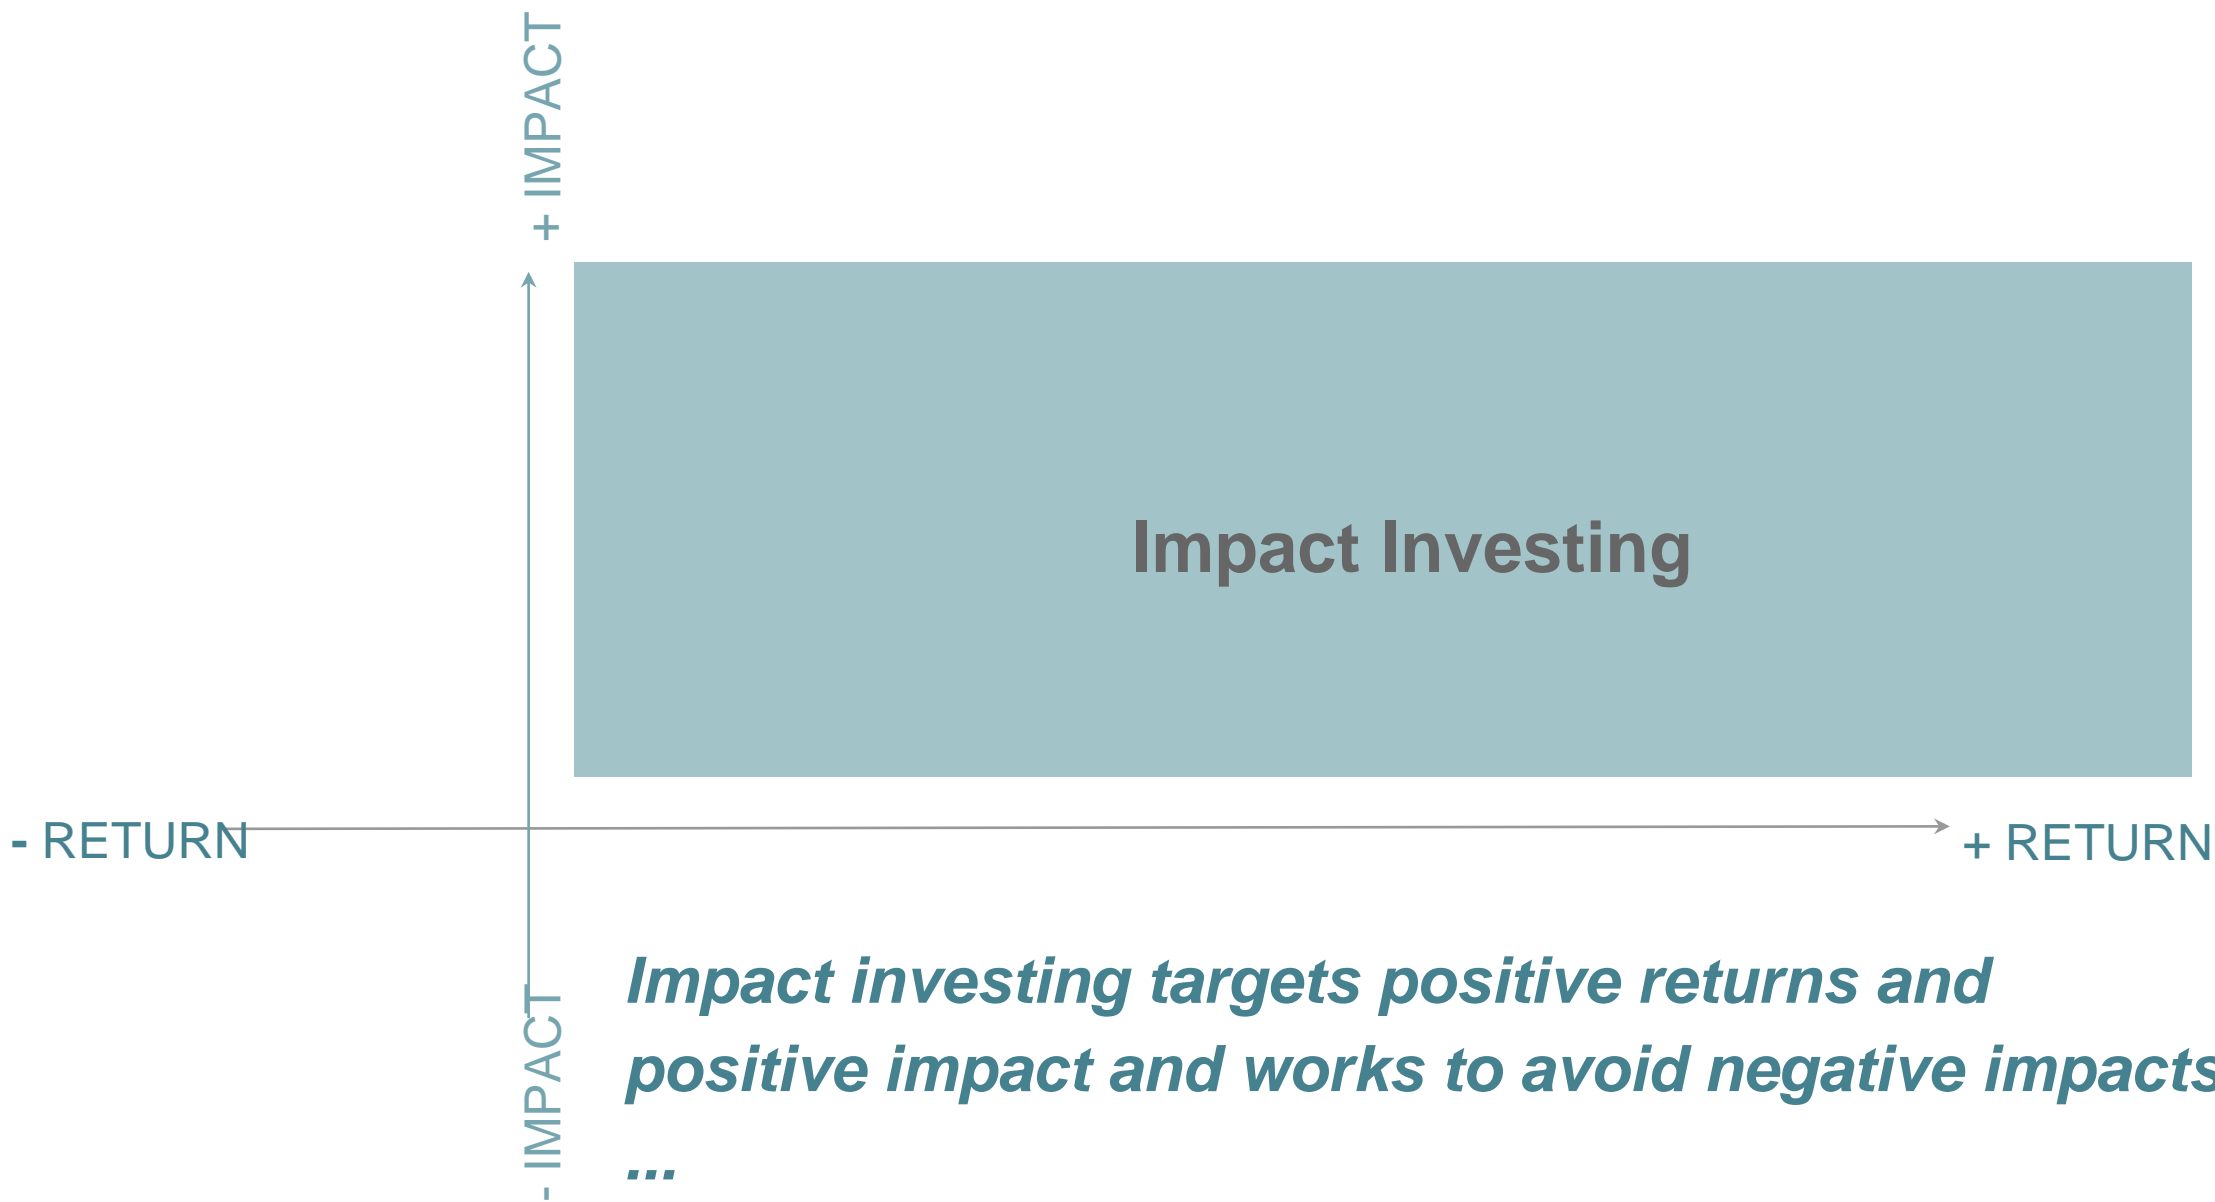 + IMPACT
Impact Investing
- RETURN
+ RETURN
Impact investing targets positive returns and
positive impact and works to avoid negative impacts
...
- IMPACT